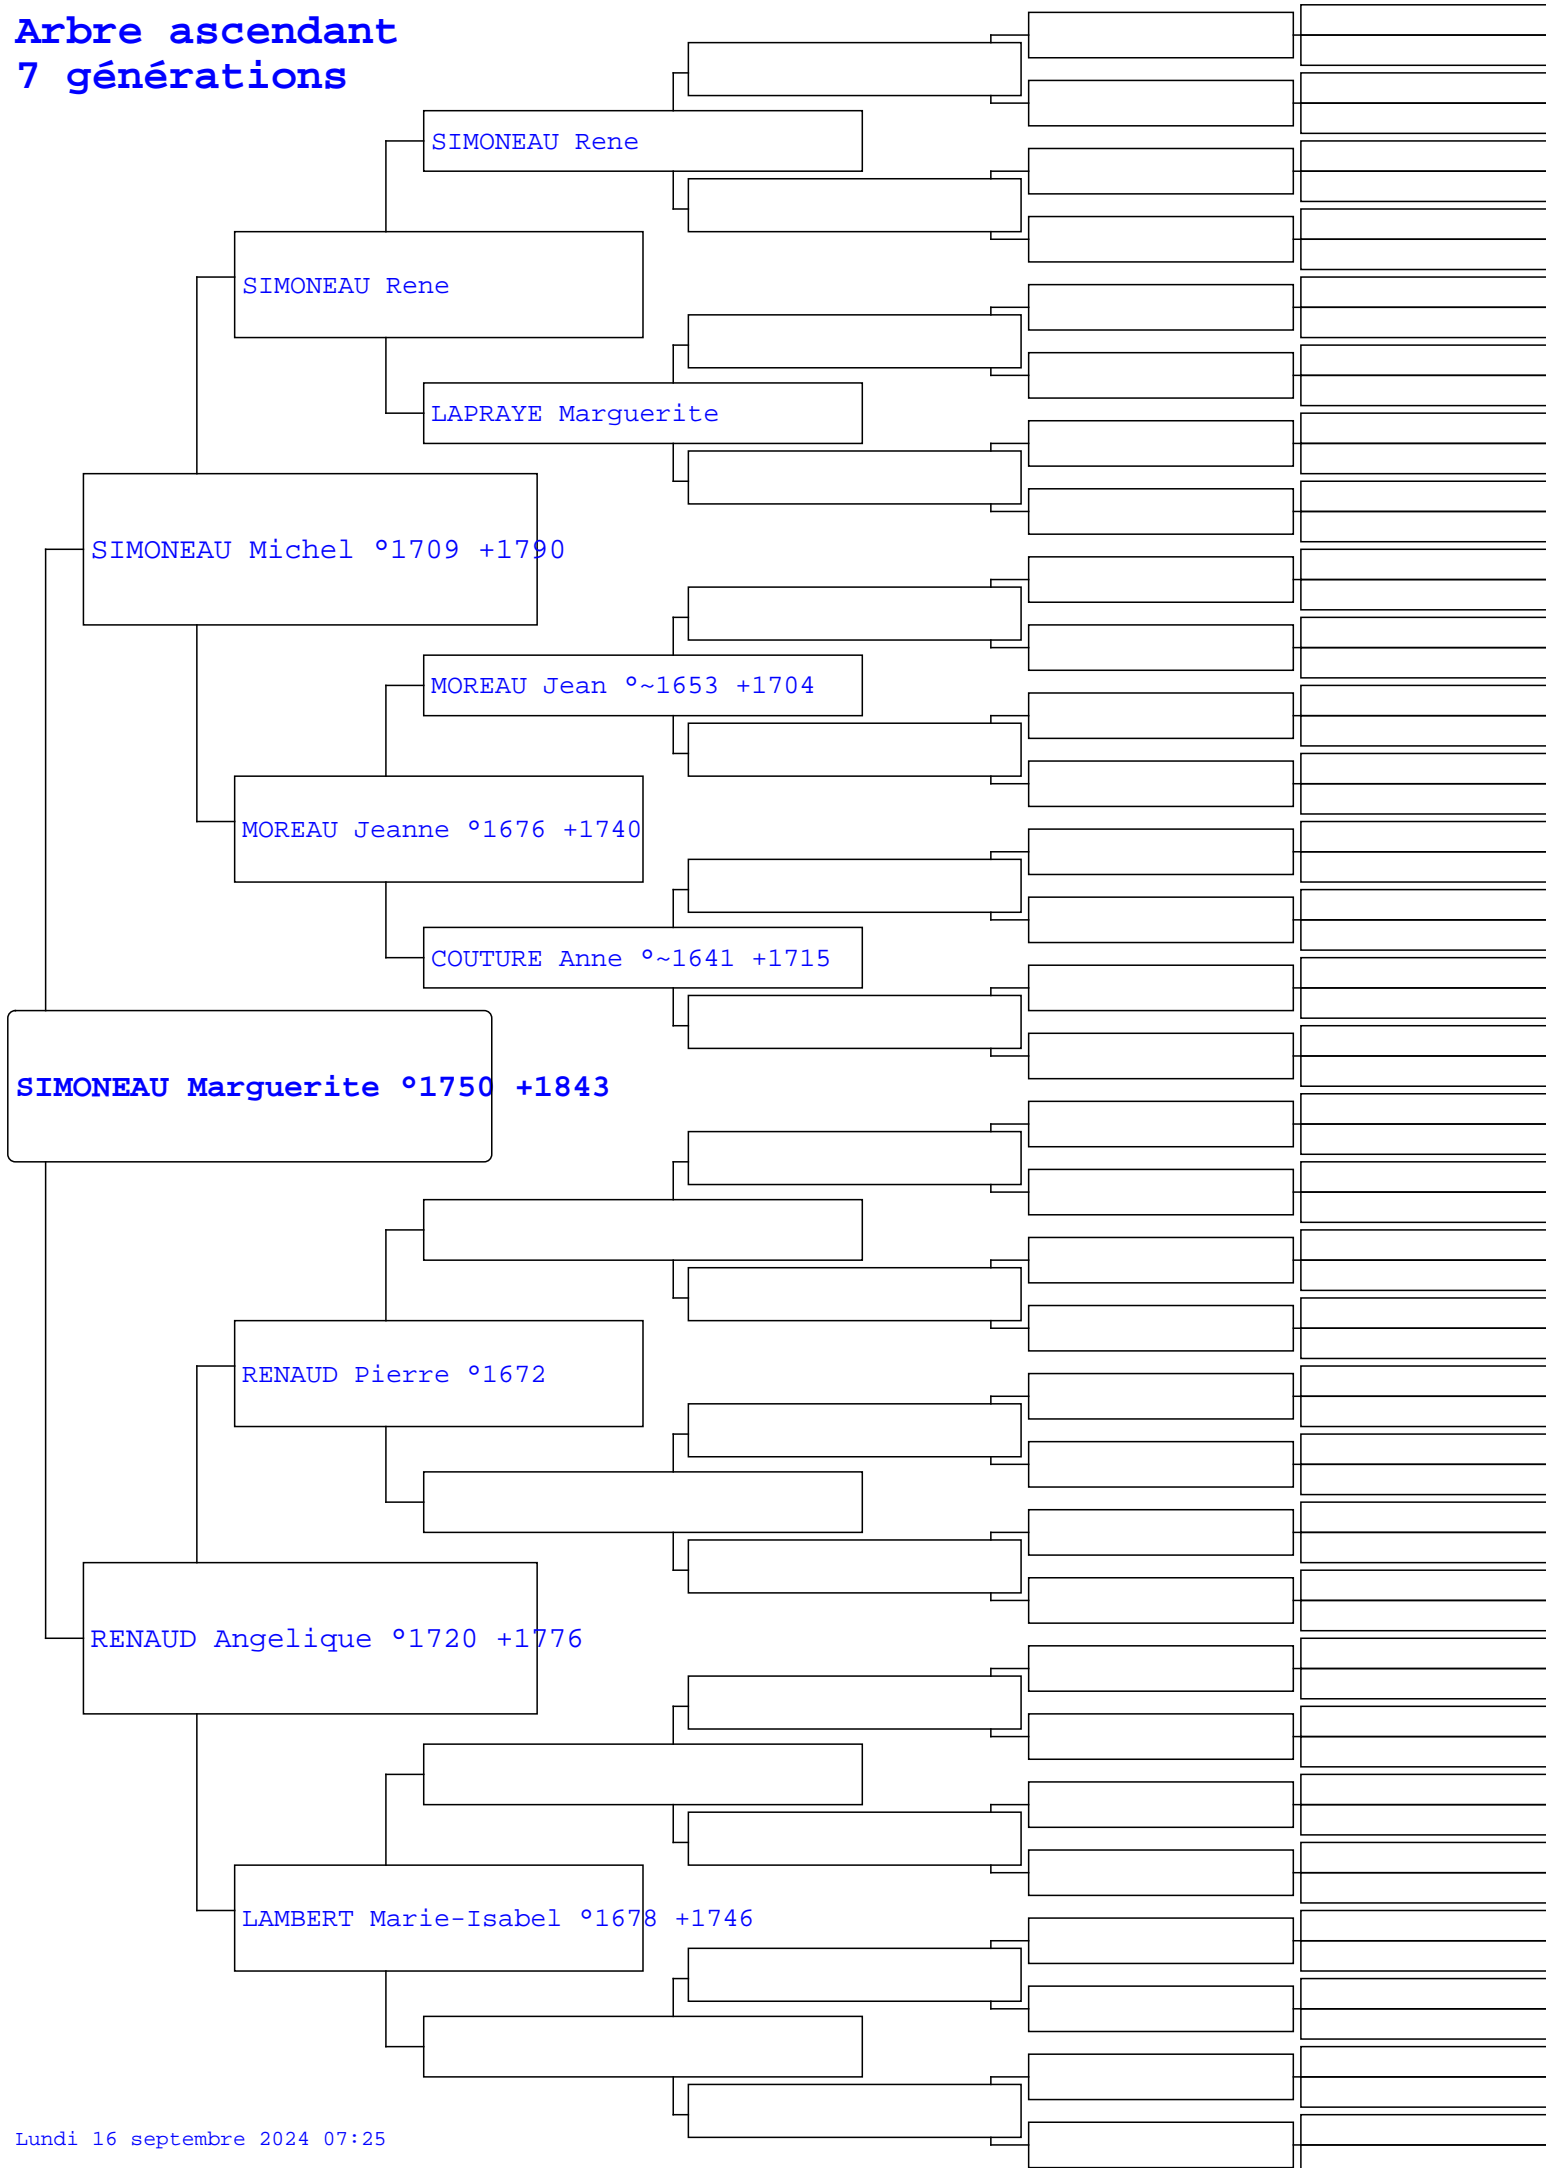 Arbre ascendant
7 générations
SIMONEAU Rene
SIMONEAU Rene
LAPRAYE Marguerite
SIMONEAU Michel °1709 +1790
MOREAU Jean °~1653 +1704
MOREAU Jeanne °1676 +1740
COUTURE Anne °~1641 +1715
SIMONEAU Marguerite °1750 +1843
RENAUD Pierre °1672
RENAUD Angelique °1720 +1776
LAMBERT Marie-Isabel °1678 +1746
Lundi 16 septembre 2024 07:25